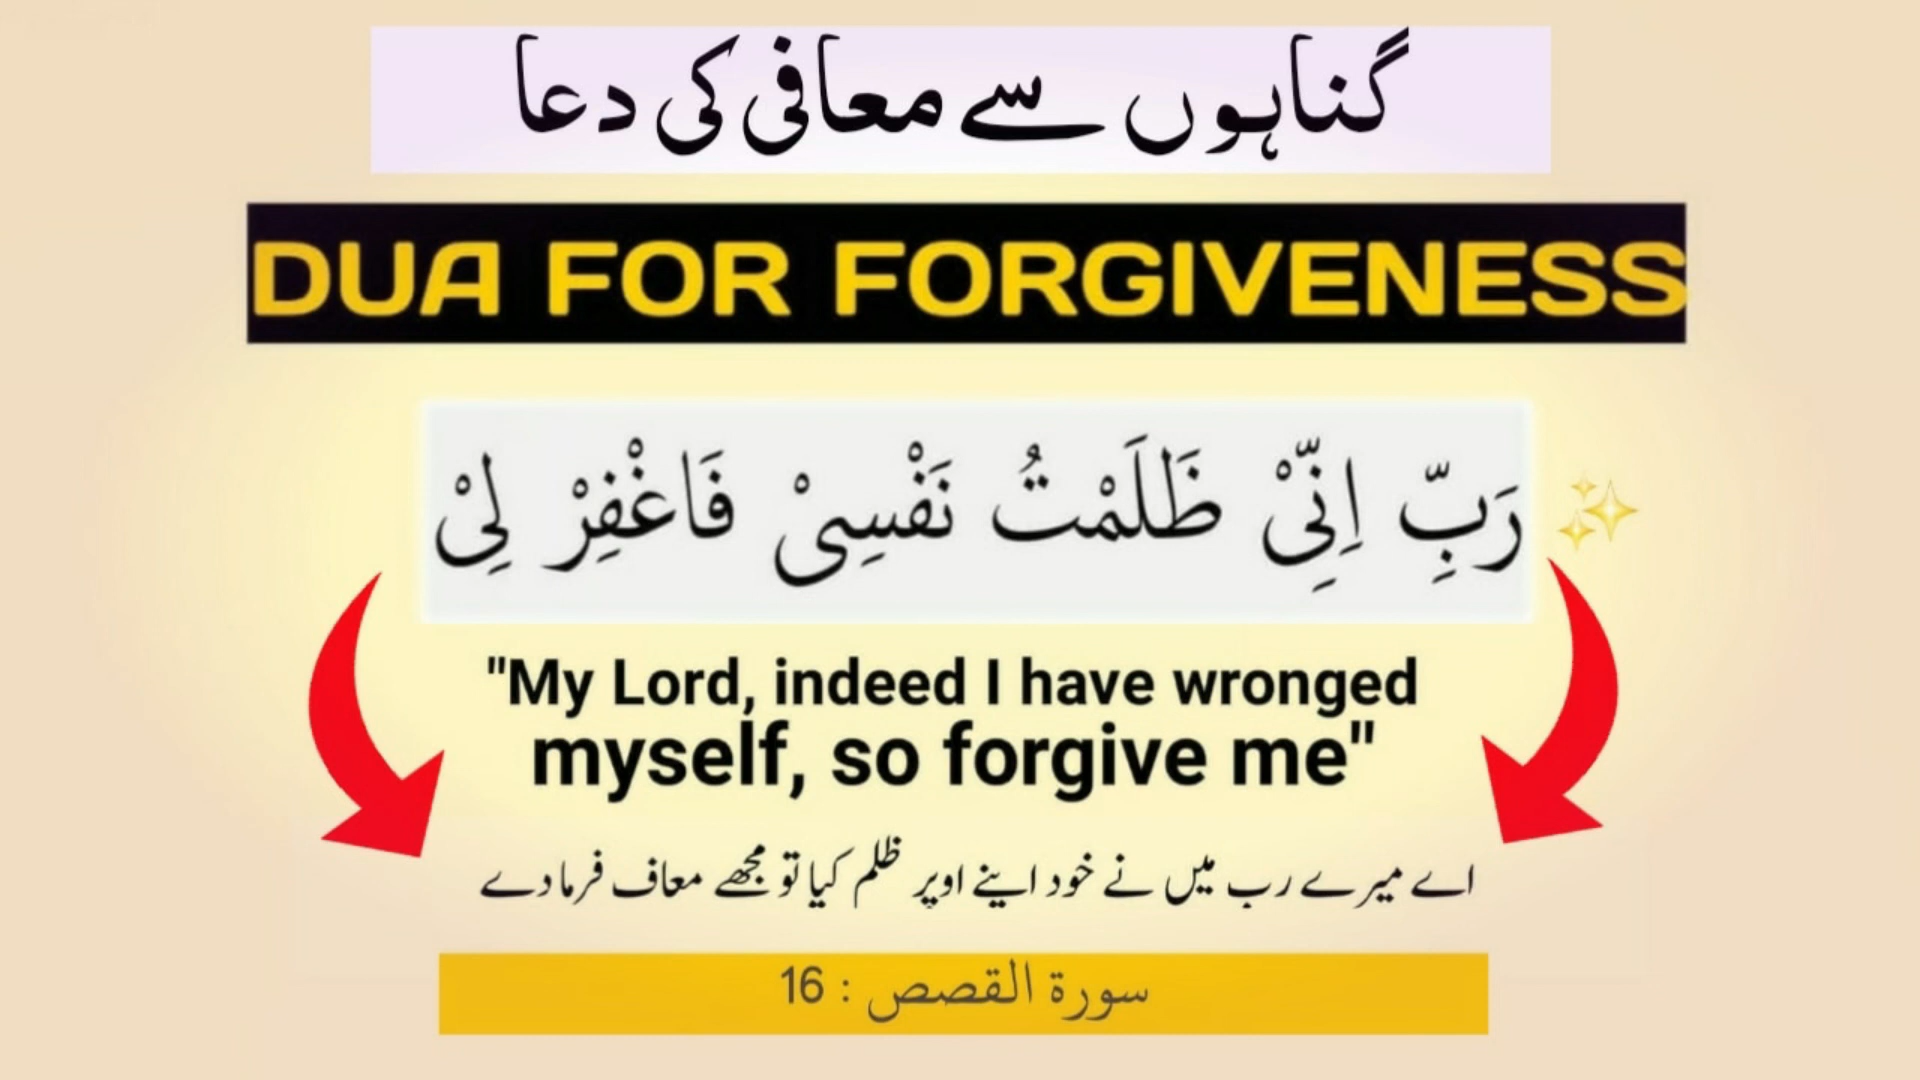 گناہوں سے معافی کی دعا
DUA FOR FORGIVENESS
رَبِّ اِنِّیْ ظَلَمْتُ نَفْسِیْ فَاغْفِرْ لِیْ
"My Lord, indeed I have wronged
myself, so forgive me"
اے میرے رب میں نے خود اپنے اوپر ظلم کیا تو مجھے معاف فرما دے
سورة القصص : 16